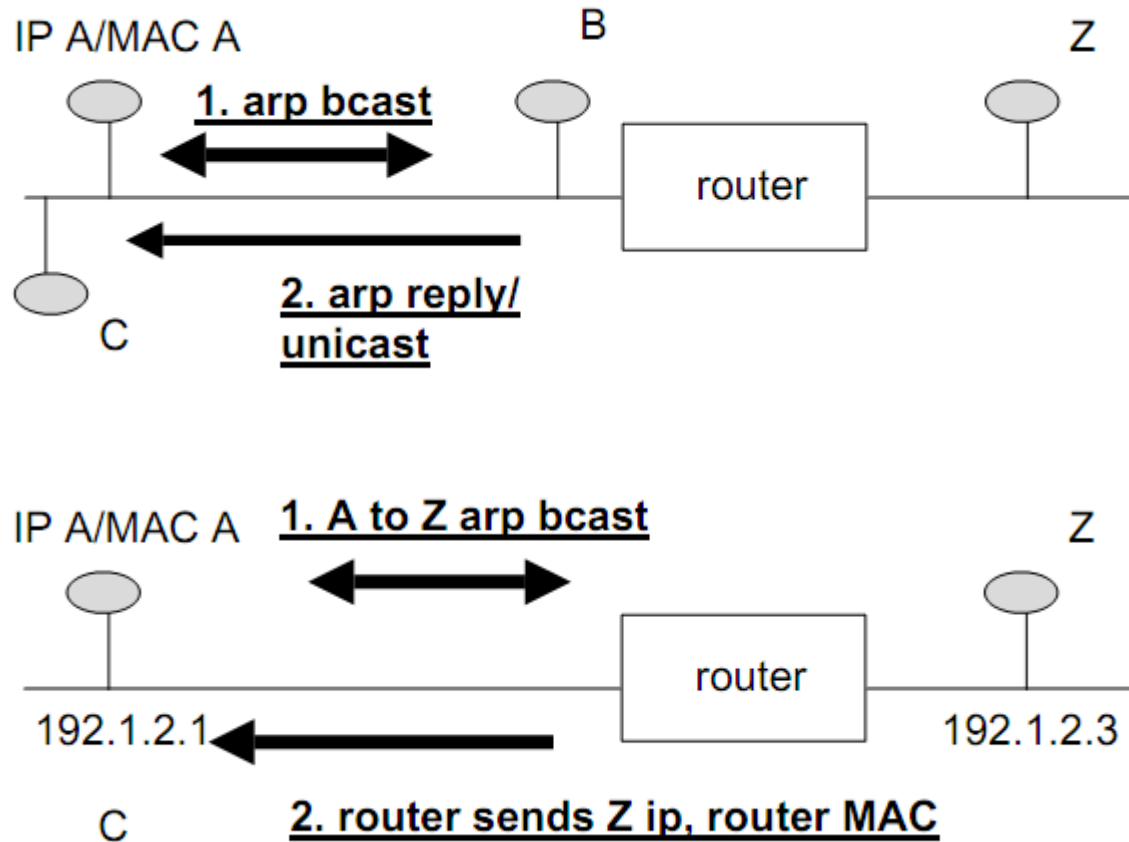 IP A/MAC A
B
Z
1. arp bcast
router
2. arp reply/
unicast
C
IP A/MAC A
1. A to Z arp bcast
Z
router
192.1.2.1
192.1.2.3
C
2. router sends Z ip, router MAC